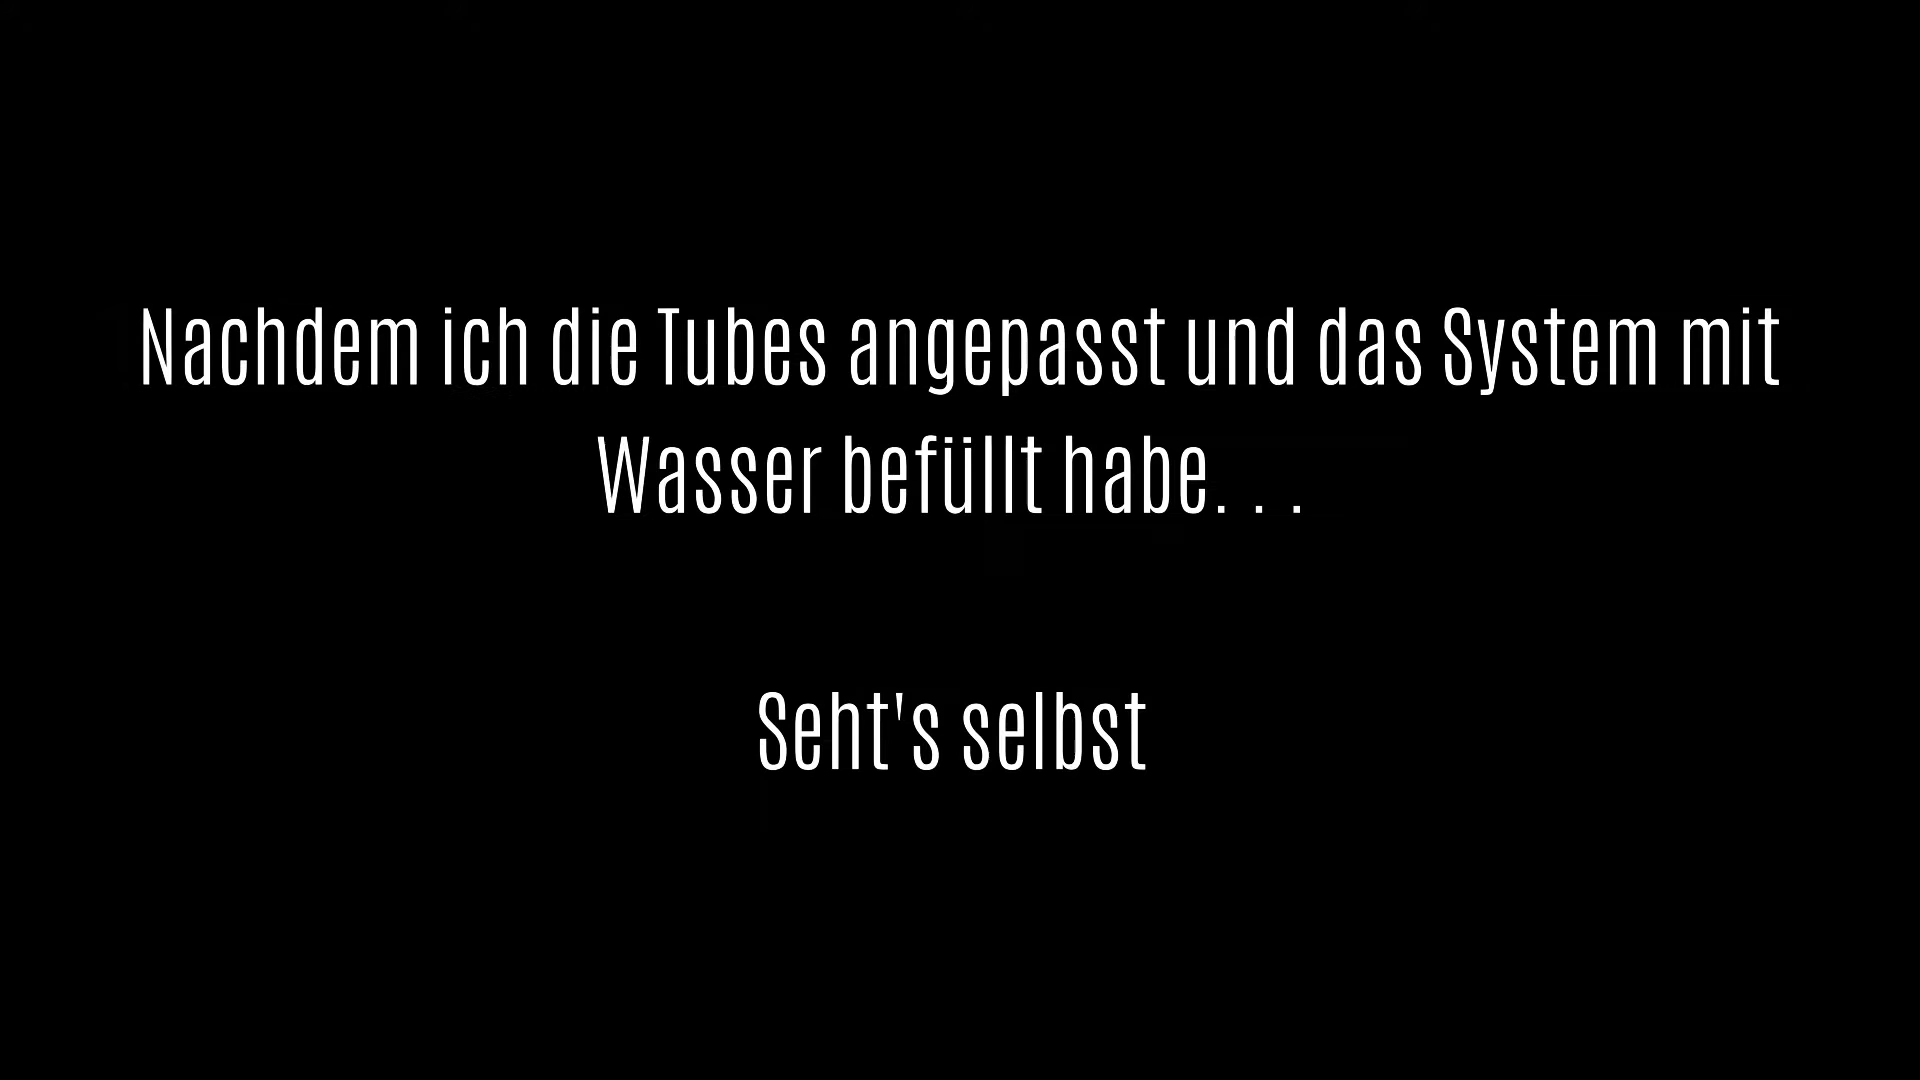 Nachdem ich die Tubes angepasst und das System mit
Wasser befüllt habe. . .
Seht's selbst